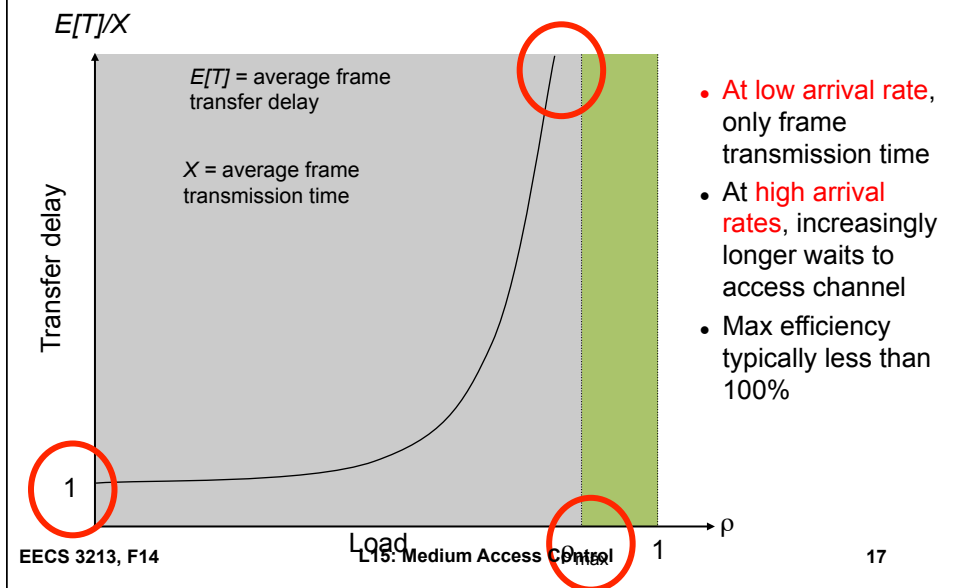 E[T]/X
E[T] = average frame
transfer delay
X = average frame
transmission time
Transfer delay
1
Load
ρmax
1
ρ
• At low arrival rate,
only frame
transmission time
• At high arrival
rates, increasingly
longer waits to
access channel
• Max efficiency
typically less than
100%
EECS 3213, F14
L15: Medium Access Control
17